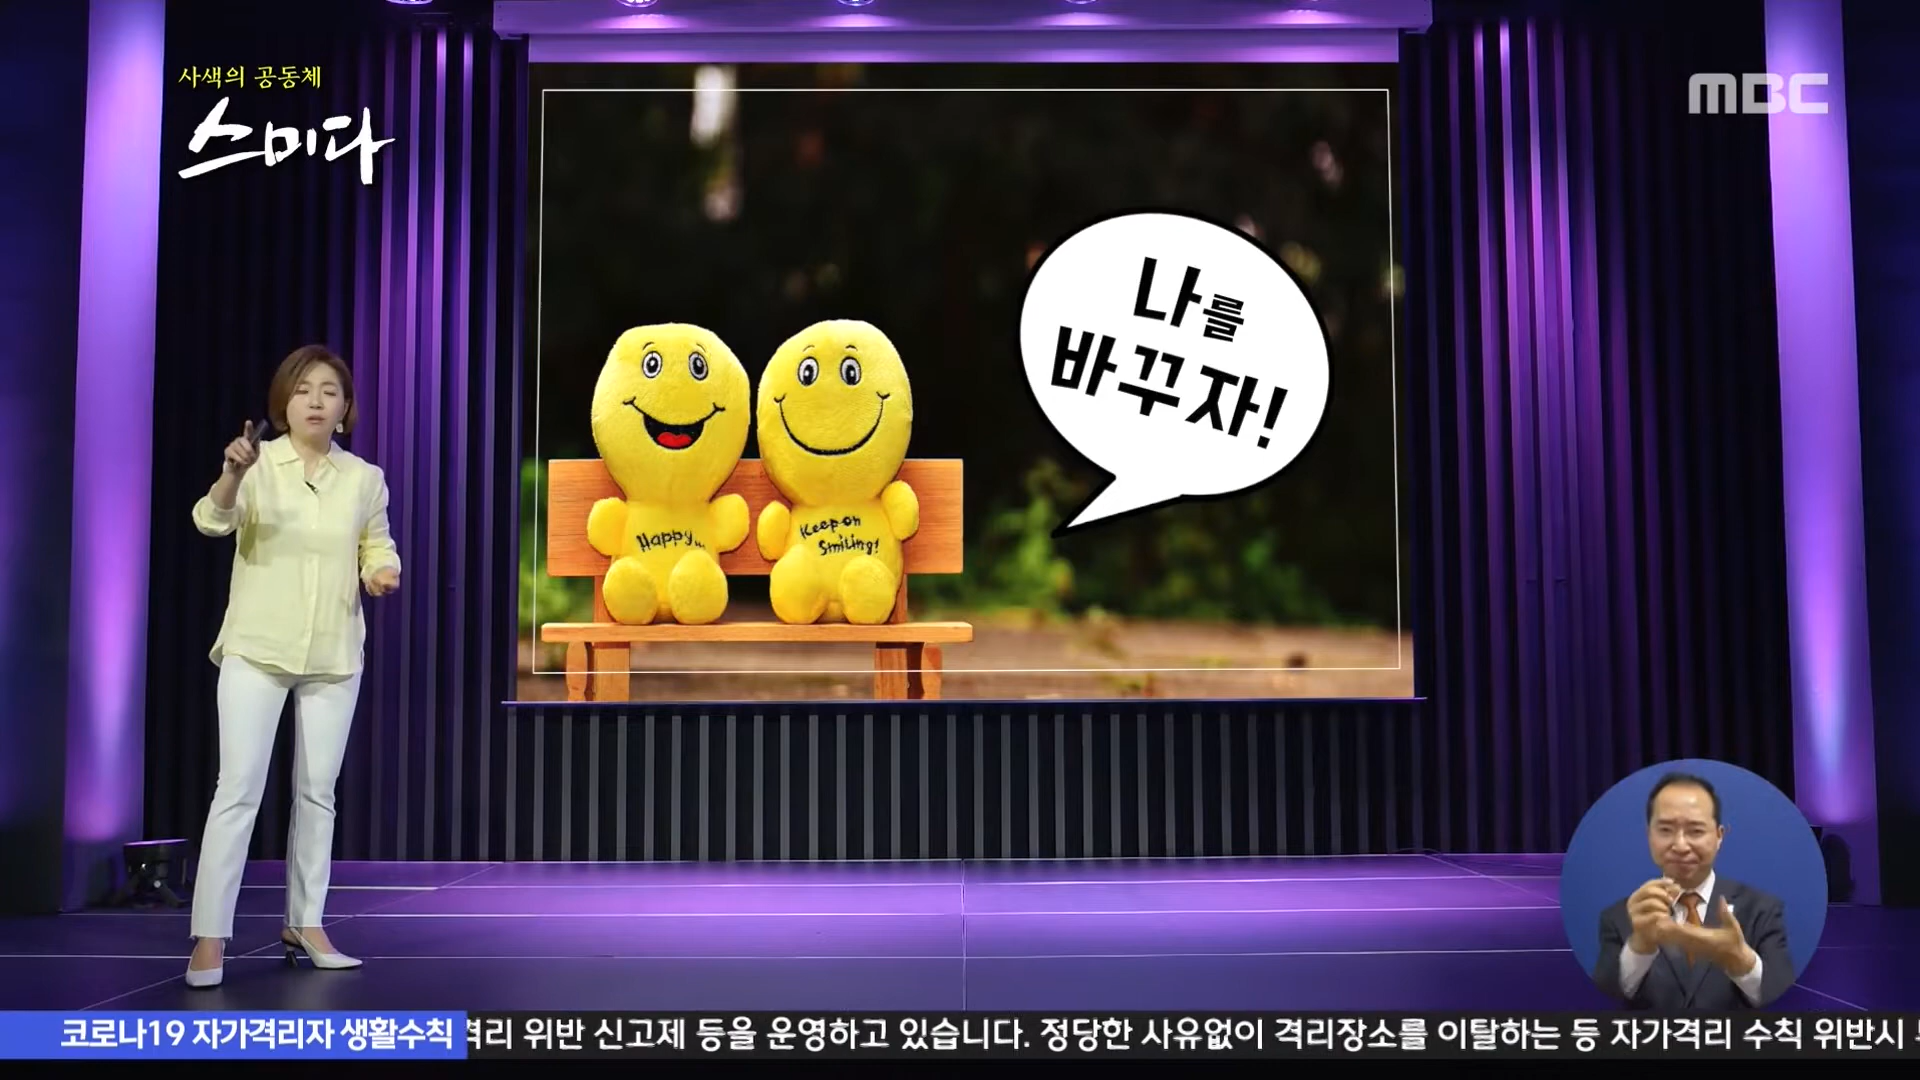 사색의 공동체
스미다
MBC
나를
바꾸자!
Happy...
Keep on
Smiling!
코로나19 자가격리자 생활수칙
격리 위반 신고제 등을 운영하고 있습니다. 정당한 사유없이 격리장소를 이탈하는 등 자가격리 수칙 위반시